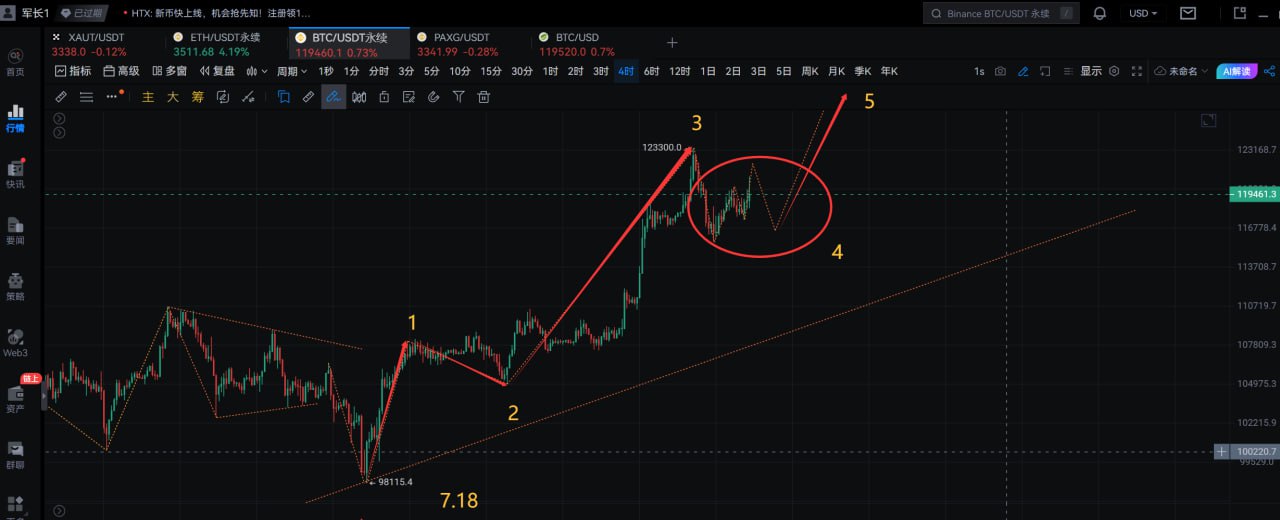 军长1 已过期 HTX: 新币快上线，机会抢先知！注册领1... Binance BTC/USDT 永续 / USD
XAUT/USDT
3338.0 -0.12%
ETH/USDT永续
3511.68 4.19%
BTC/USDT永续
119460.1 0.73%
PAXG/USDT
3341.99 -0.28%
BTC/USD
119520.0 0.7%
首页
行情
快讯
要闻
策略
Web3
链上
资产
群聊
指标 高级 多窗 复盘 周期 1秒 1分 分时 3分 5分 10分 15分 30分 1时 2时 3时 4时 6时 12时 1日 2日 3日 5日 周K 月K 季K 年K 1s 显示 未命名 AI解读
主 大 筹
5
3
123300.0
123168.7
119461.3
116778.4
4
113708.7
110719.7
1
107809.3
104975.3
2
102215.9
100220.7
99529.0
98115.4
7.18